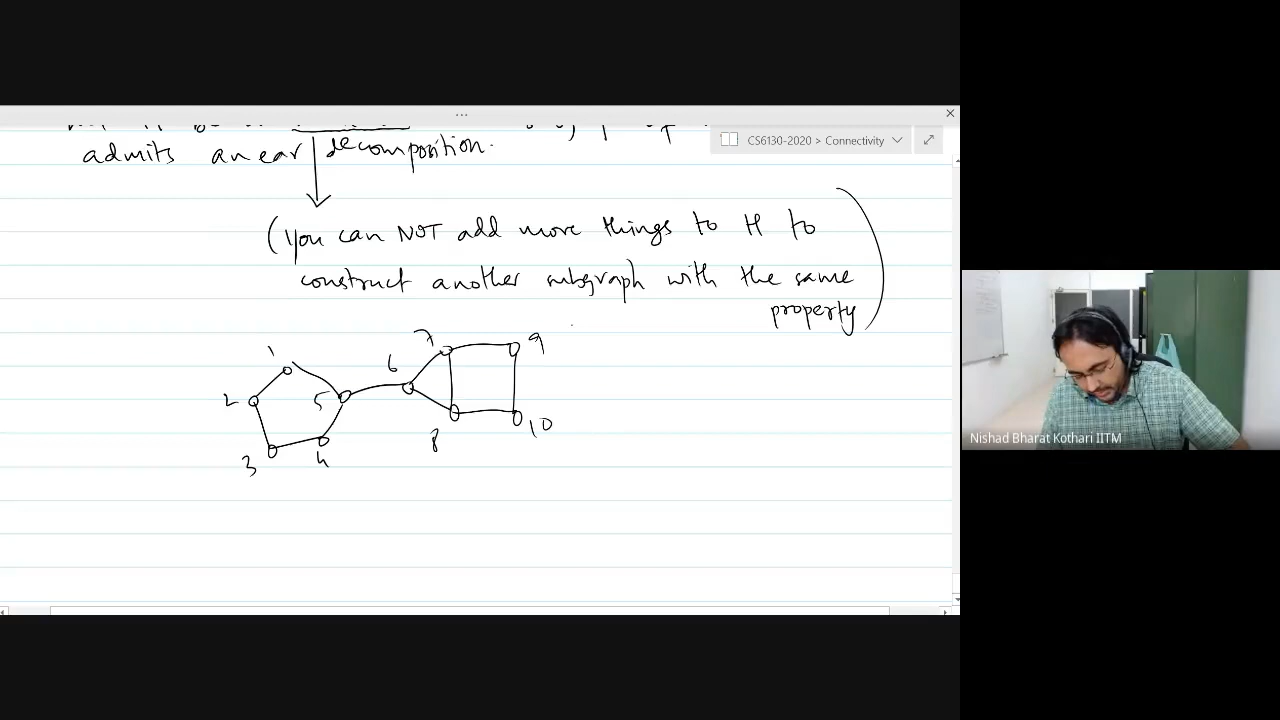 CS6130-2020 > Connectivity
admits an ear decomposition.
(You can NOT add more things to H to
construct another subgraph with the same
property)
1
2
3
4
5
6
7
8
9
10
Nishad Bharat Kothari IITM